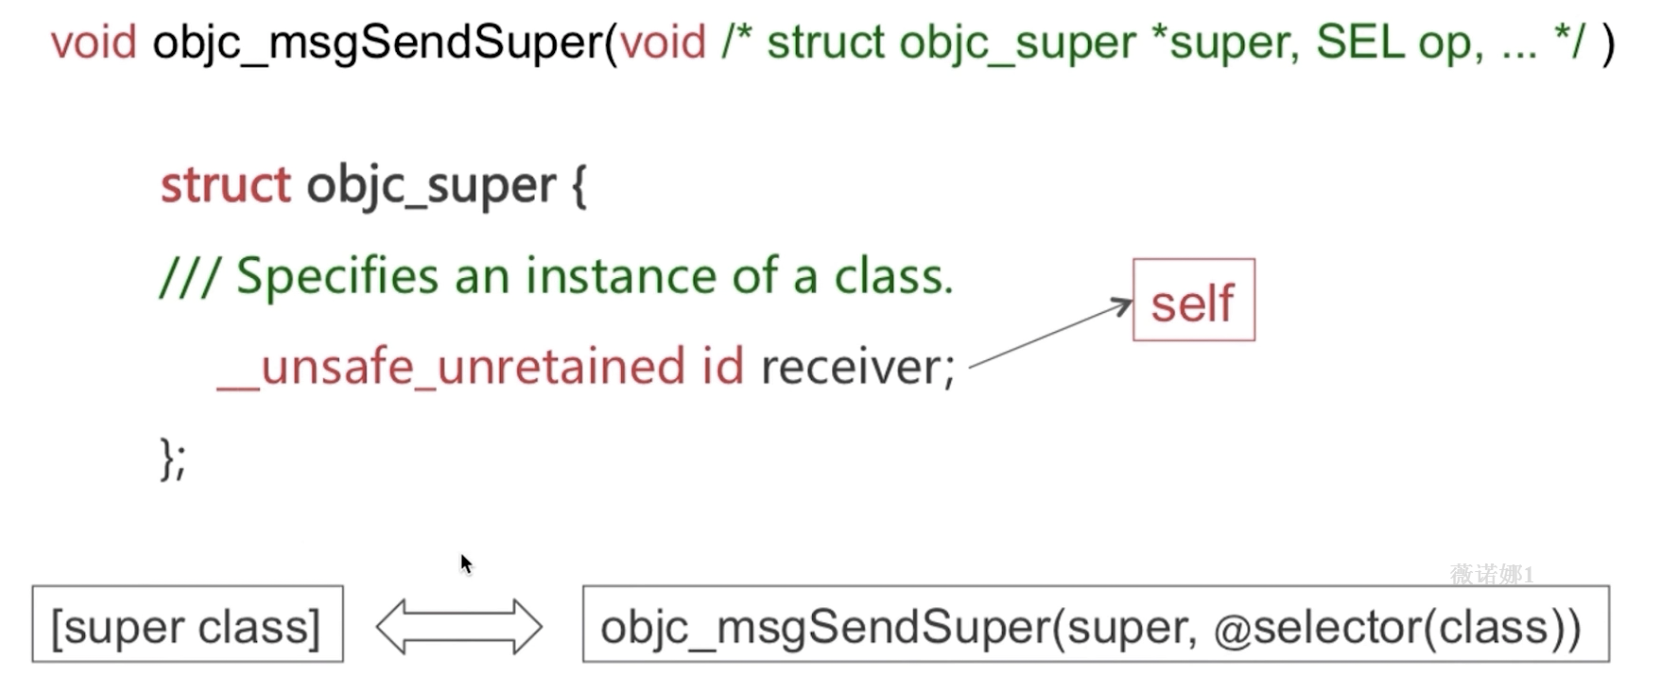 void objc_msgSendSuper(void /* struct objc_super *super, SEL op, ... */ )
struct objc_super {
/// Specifies an instance of a class.
self
__unsafe_unretained id receiver;
};
薇诺娜1
[super class]
objc_msgSendSuper(super, @selector(class))